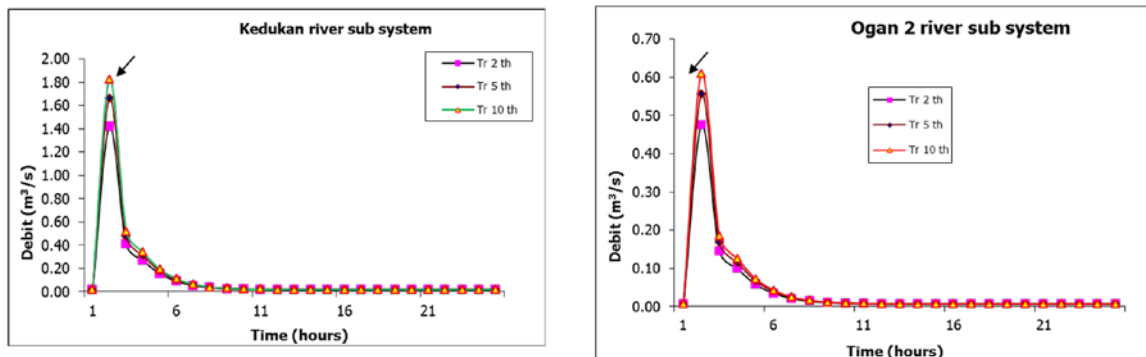 Kedukan river sub system
2.00
1.80
1.60
1.40
1.20
1.00
0.80
0.60
0.40
0.20
0.00
Debit (m³/s)
Tr 2 th
Tr 5 th
Tr 10 th
1 6 11 16 21
Time (hours)
Ogan 2 river sub system
0.70
0.60
0.50
0.40
0.30
0.20
0.10
0.00
Debit (m³/s)
Tr 2 th
Tr 5 th
Tr 10 th
1 6 11 16 21
Time (hours)